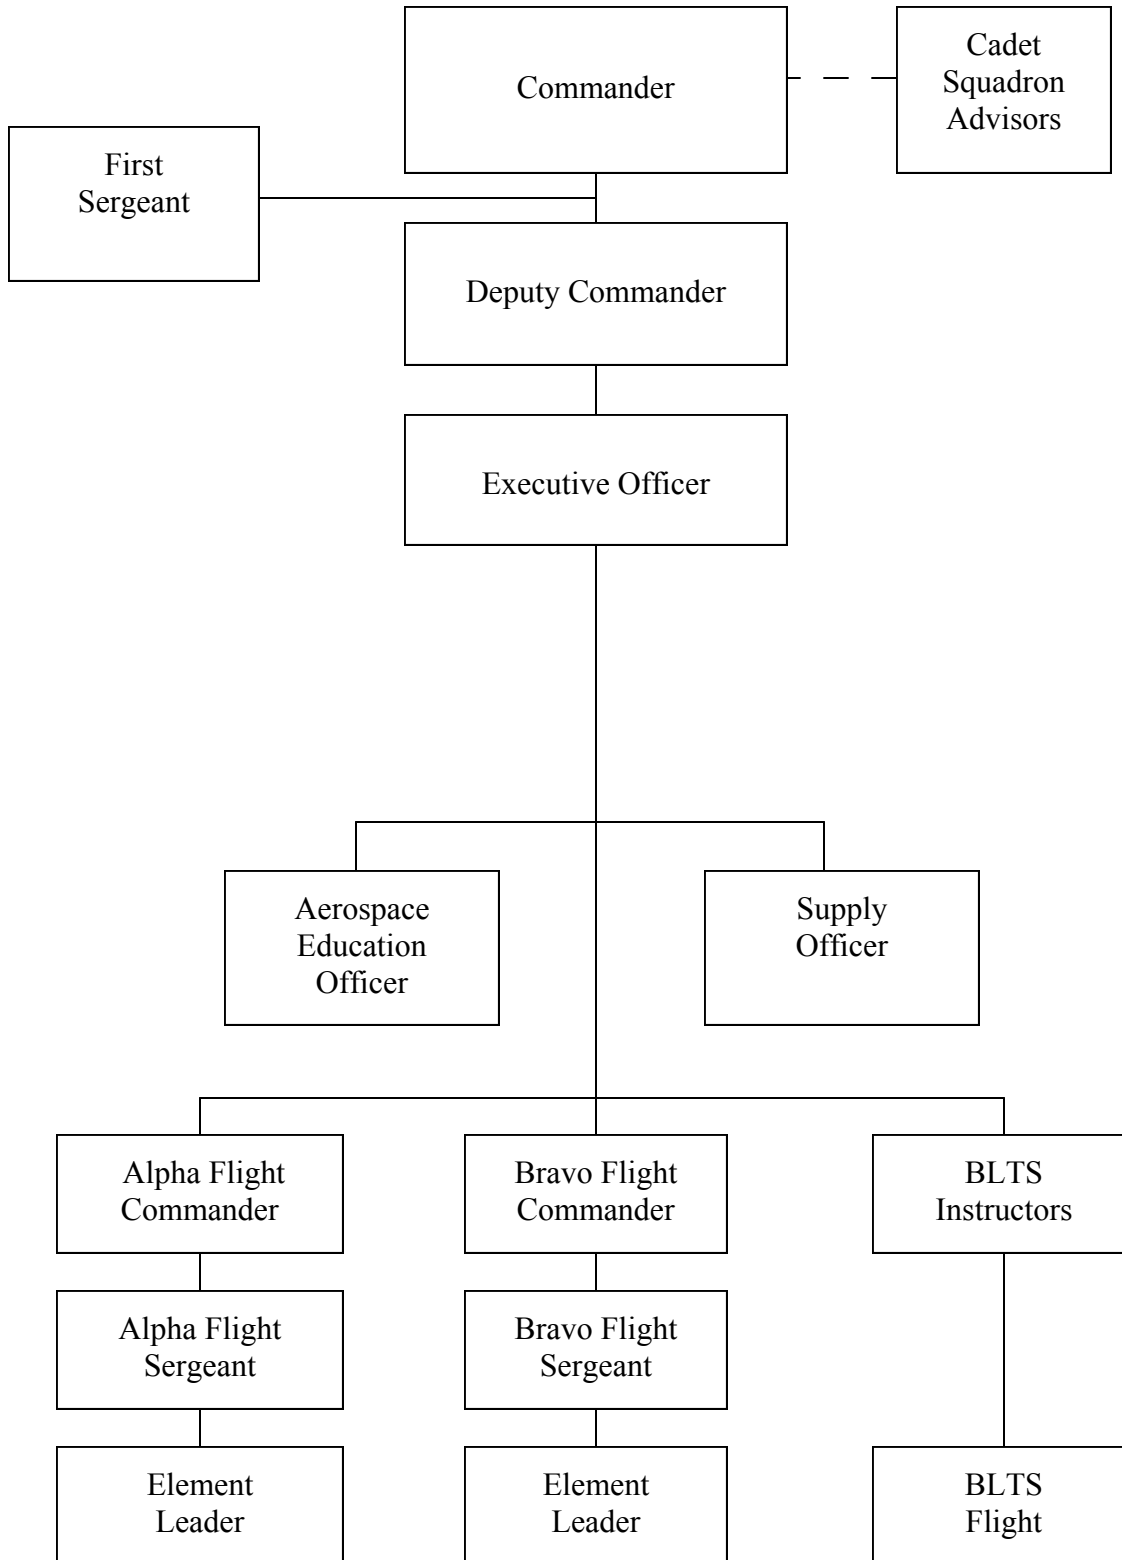 Commander
Cadet
Squadron
Advisors
First
Sergeant
Deputy Commander
Executive Officer
Aerospace
Education
Officer
Supply
Officer
Alpha Flight
Commander
Bravo Flight
Commander
BLTS
Instructors
Alpha Flight
Sergeant
Bravo Flight
Sergeant
Element
Leader
Element
Leader
BLTS
Flight